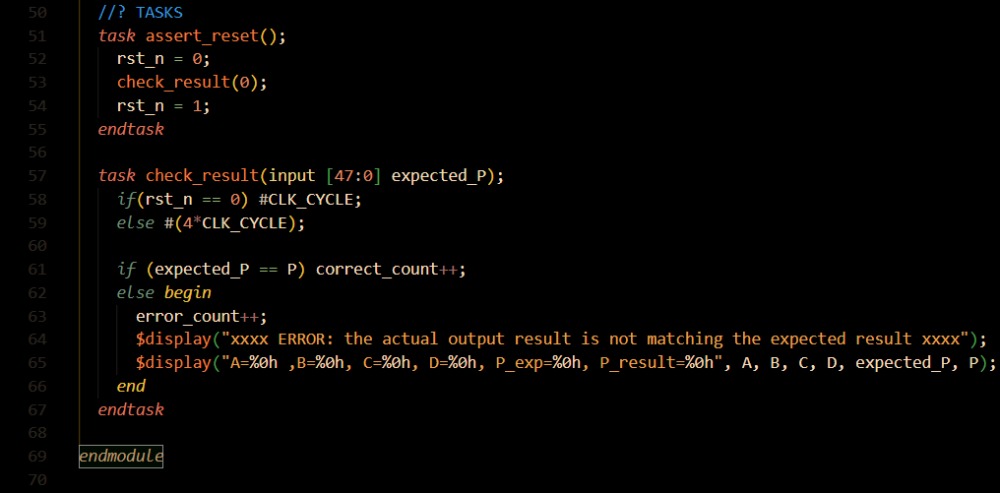 50 //? TASKS
51 task assert_reset();
52 rst_n = 0;
53 check_result(0);
54 rst_n = 1;
55 endtask
56
57 task check_result(input [47:0] expected_P);
58 if(rst_n == 0) #CLK_CYCLE;
59 else #(4*CLK_CYCLE);
60
61 if (expected_P == P) correct_count++;
62 else begin
63 error_count++;
64 $display("xxxx ERROR: the actual output result is not matching the expected result xxxx");
65 $display("A=%0h ,B=%0h, C=%0h, D=%0h, P_exp=%0h, P_result=%0h", A, B, C, D, expected_P, P);
66 end
67 endtask
68
69 endmodule
70